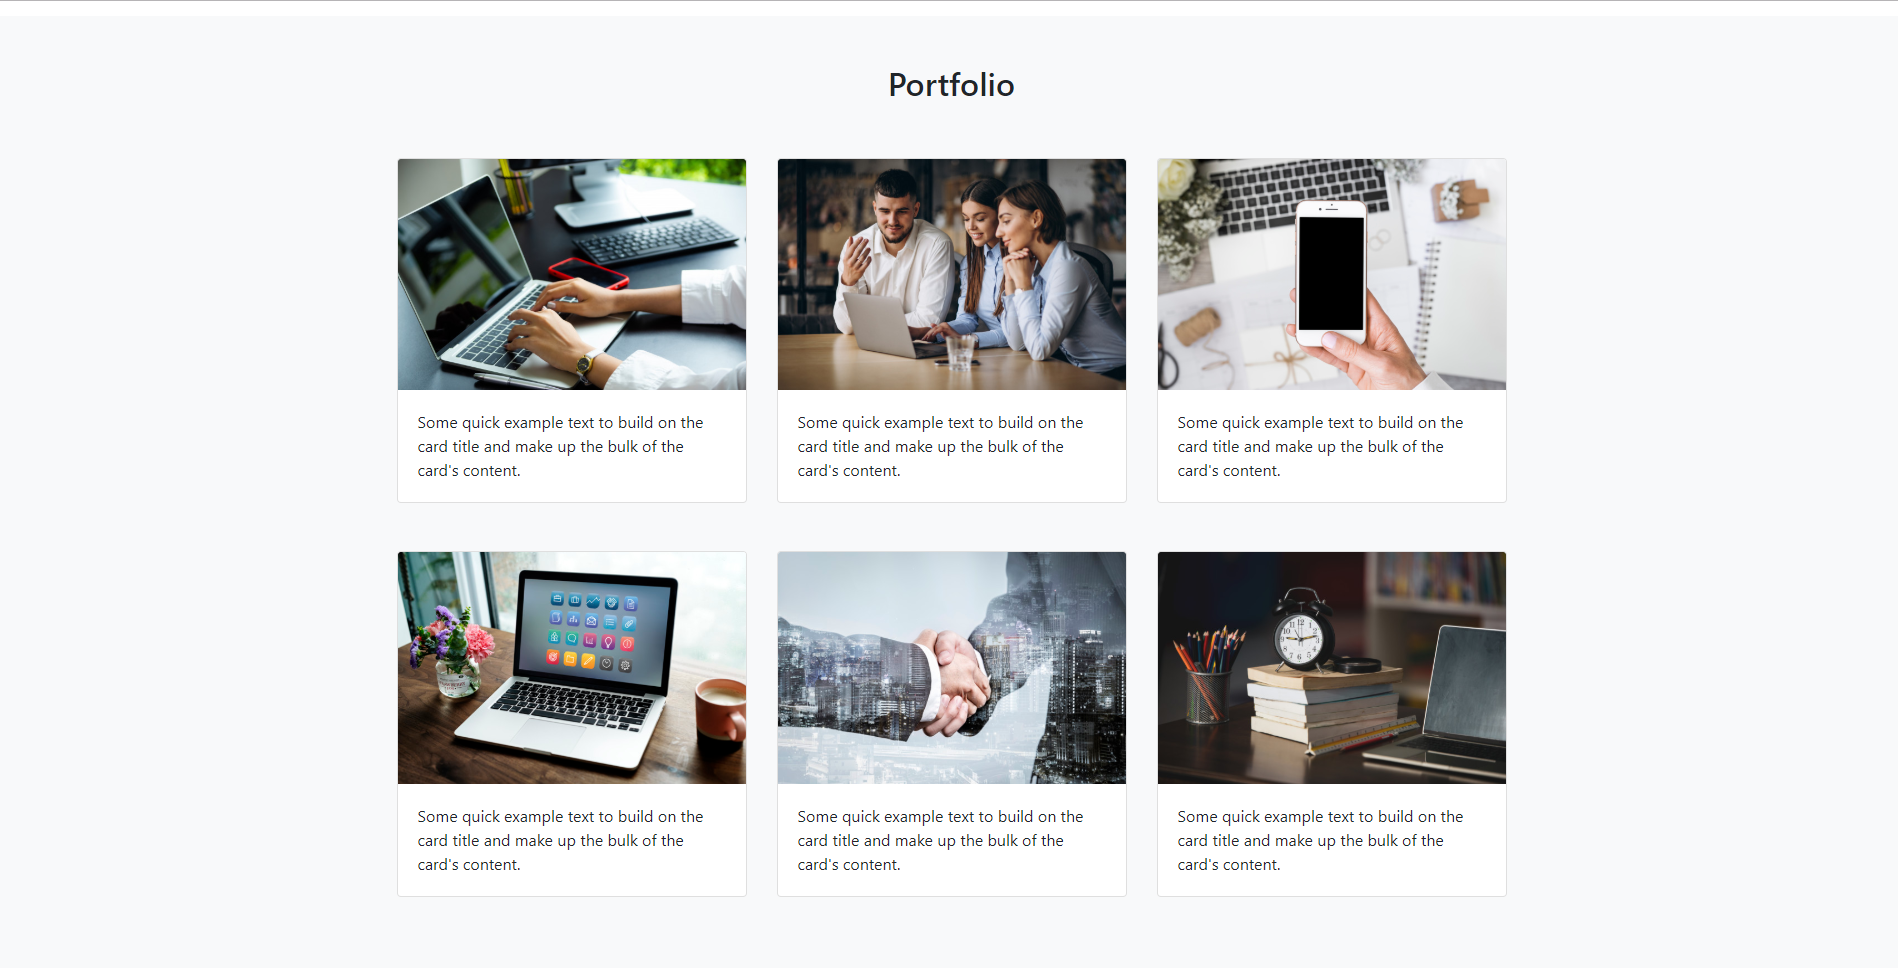 Portfolio
Some quick example text to build on the
card title and make up the bulk of the
card's content.
Some quick example text to build on the
card title and make up the bulk of the
card's content.
Some quick example text to build on the
card title and make up the bulk of the
card's content.
Some quick example text to build on the
card title and make up the bulk of the
card's content.
Some quick example text to build on the
card title and make up the bulk of the
card's content.
Some quick example text to build on the
card title and make up the bulk of the
card's content.